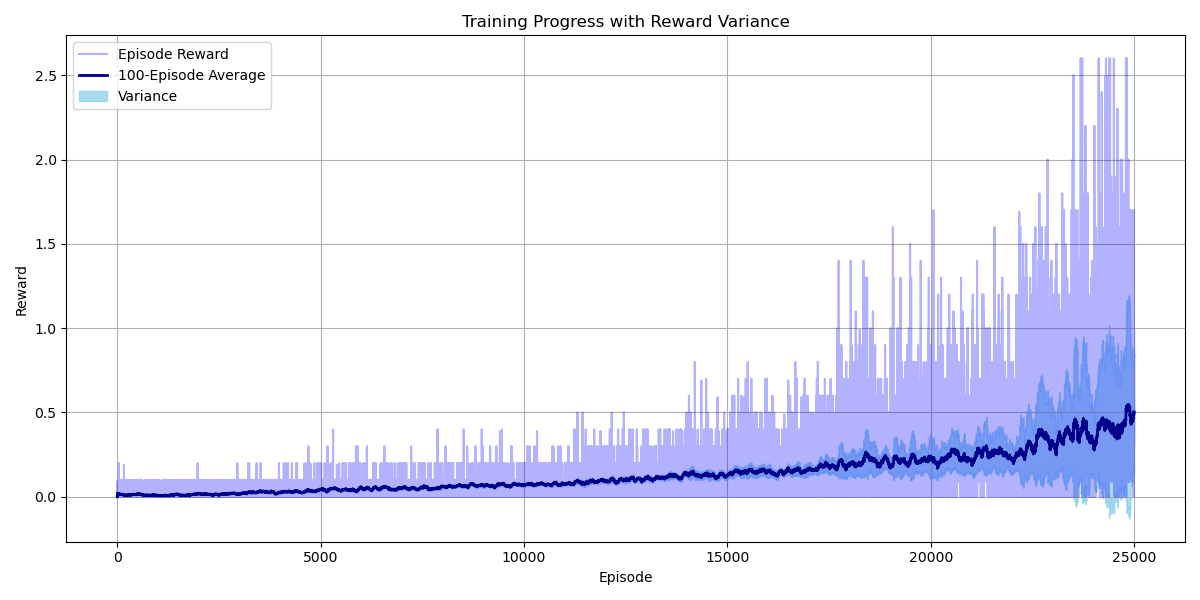 Training Progress with Reward Variance
Episode Reward
100-Episode Average
Variance
2.5
2.0
1.5
1.0
0.5
0.0
Reward
0 5000 10000 15000 20000 25000
Episode